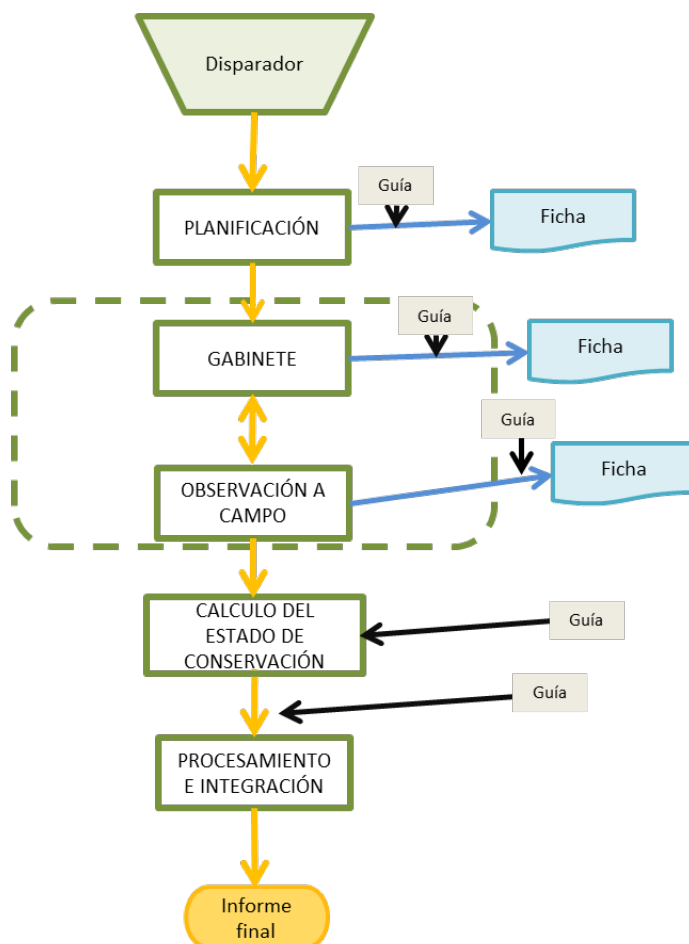 Disparador
Guía
PLANIFICACIÓN
Ficha
Guía
GABINETE
Ficha
Guía
OBSERVACIÓN A
CAMPO
Ficha
CALCULO DEL
ESTADO DE
CONSERVACIÓN
Guía
Guía
PROCESAMIENTO
E INTEGRACIÓN
Informe
final